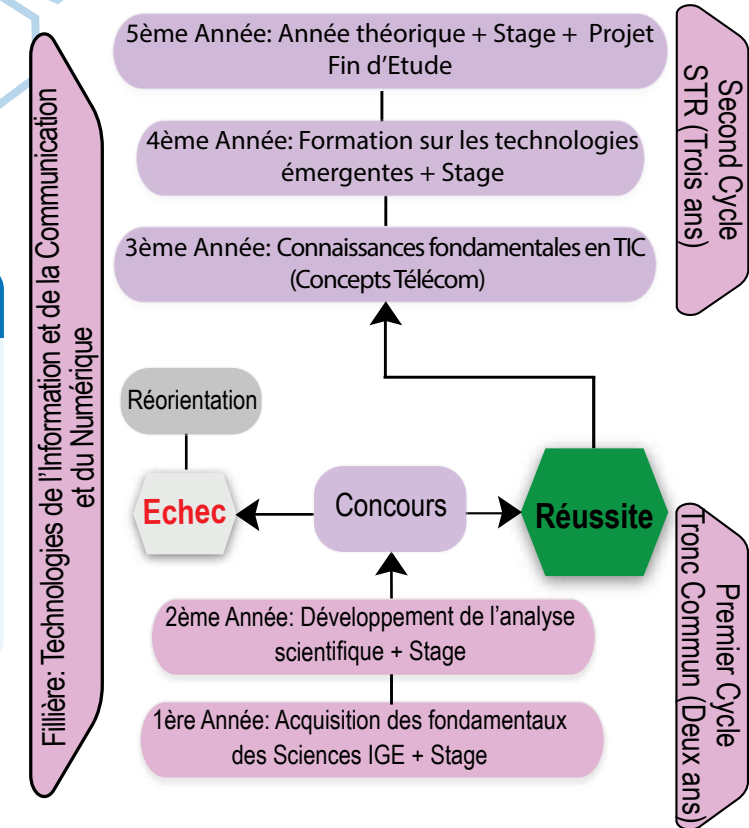 5ème Année: Année théorique + Stage + Projet
Fin d'Etude
4ème Année: Formation sur les technologies
émergentes + Stage
3ème Année: Connaissances fondamentales en TIC
(Concepts Télécom)
Second Cycle
STR (Trois ans)
Fillière: Technologies de l'Information et de la Communication
et du Numérique
Réorientation
Echec
Concours
Réussite
2ème Année: Développement de l'analyse
scientifique + Stage
1ère Année: Acquisition des fondamentaux
des Sciences IGE + Stage
Premier Cycle
Tronc Commun (Deux ans)